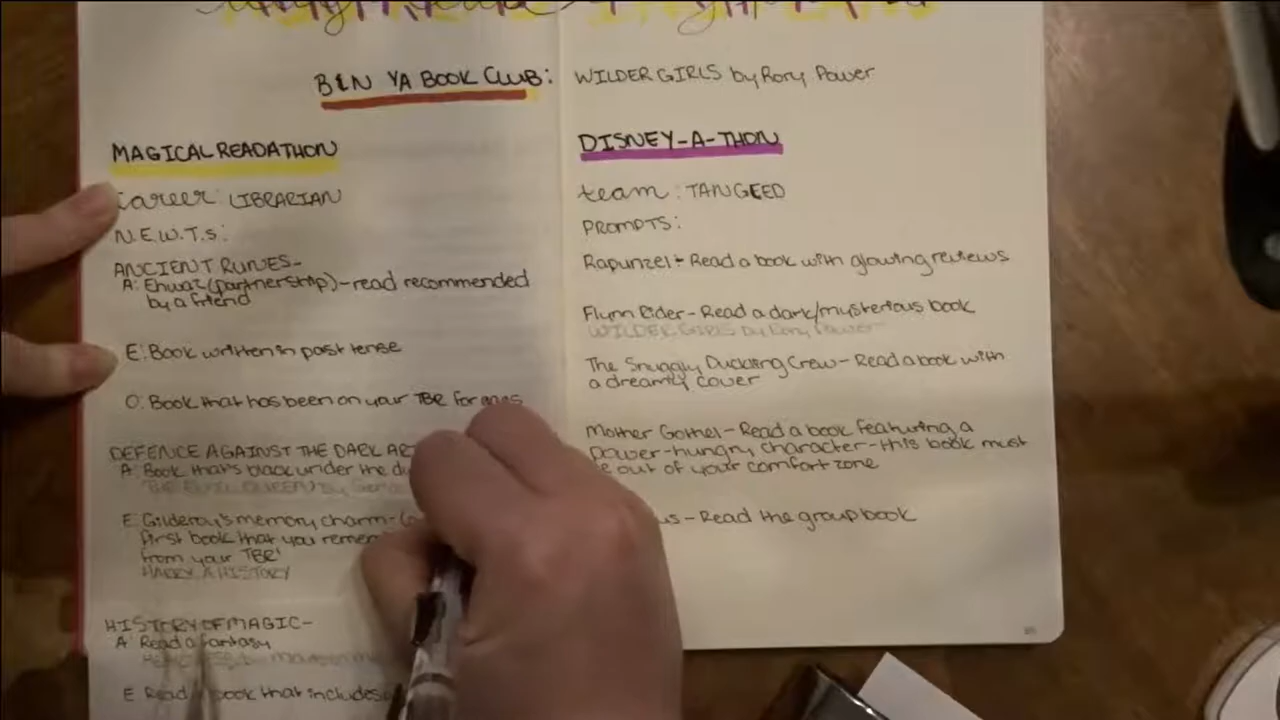 BLN YA BOOK CLUB: WILDER GIRLS by Rory Power
MAGICAL READATHON
Career: LIBRARIAN
N.E.W.T.s:
ANCIENT RUNES-
A: Ehwaz (partnership)-read recommended
by a friend
E: Book written in past tense
O: Book that has been on your TBR for ages
DEFENCE AGAINST THE DARK
A: Book that's black under the
E: Gilderoy's memory charm-
first book that you
from your TBR'
HISTORY OF MAGIC-
A: Read a fantasy
E Read book that includes
DISNEY-A-THON
team: TANGEED
PROMPTS:
Rapunzel- Read a book with glowing reviews
Flynn Rider- Read a dark/mysterious book
WILDER GIRLS by Rory Power
The Snuggly Duckling Crew- Read a book with
a dreamy cover
Mother Gothel- Read a book featuring a
power-hungry character- this book must
out of your comfort zone
- Read the group book